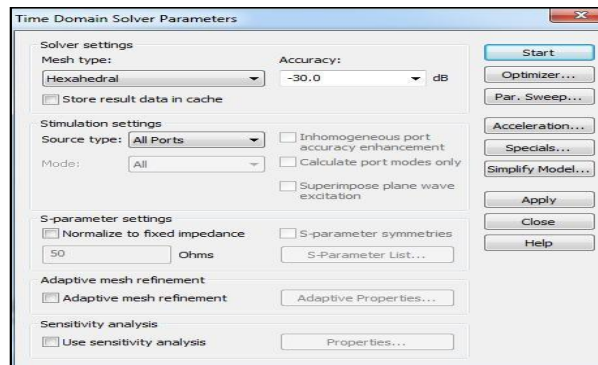 Time Domain Solver Parameters
Solver settings
Mesh type:
Accuracy:
Hexahedral
-30.0
dB
Store result data in cache
Stimulation settings
Source type:
All Ports
Inhomogeneous port
accuracy enhancement
Mode:
All
Calculate port modes only
Superimpose plane wave
excitation
S-parameter settings
Normalize to fixed impedance
S-parameter symmetries
50
Ohms
S-Parameter List...
Adaptive mesh refinement
Adaptive mesh refinement
Adaptive Properties...
Sensitivity analysis
Use sensitivity analysis
Properties...
Start
Optimizer...
Par. Sweep...
Acceleration...
Specials...
Simplify Model...
Apply
Close
Help